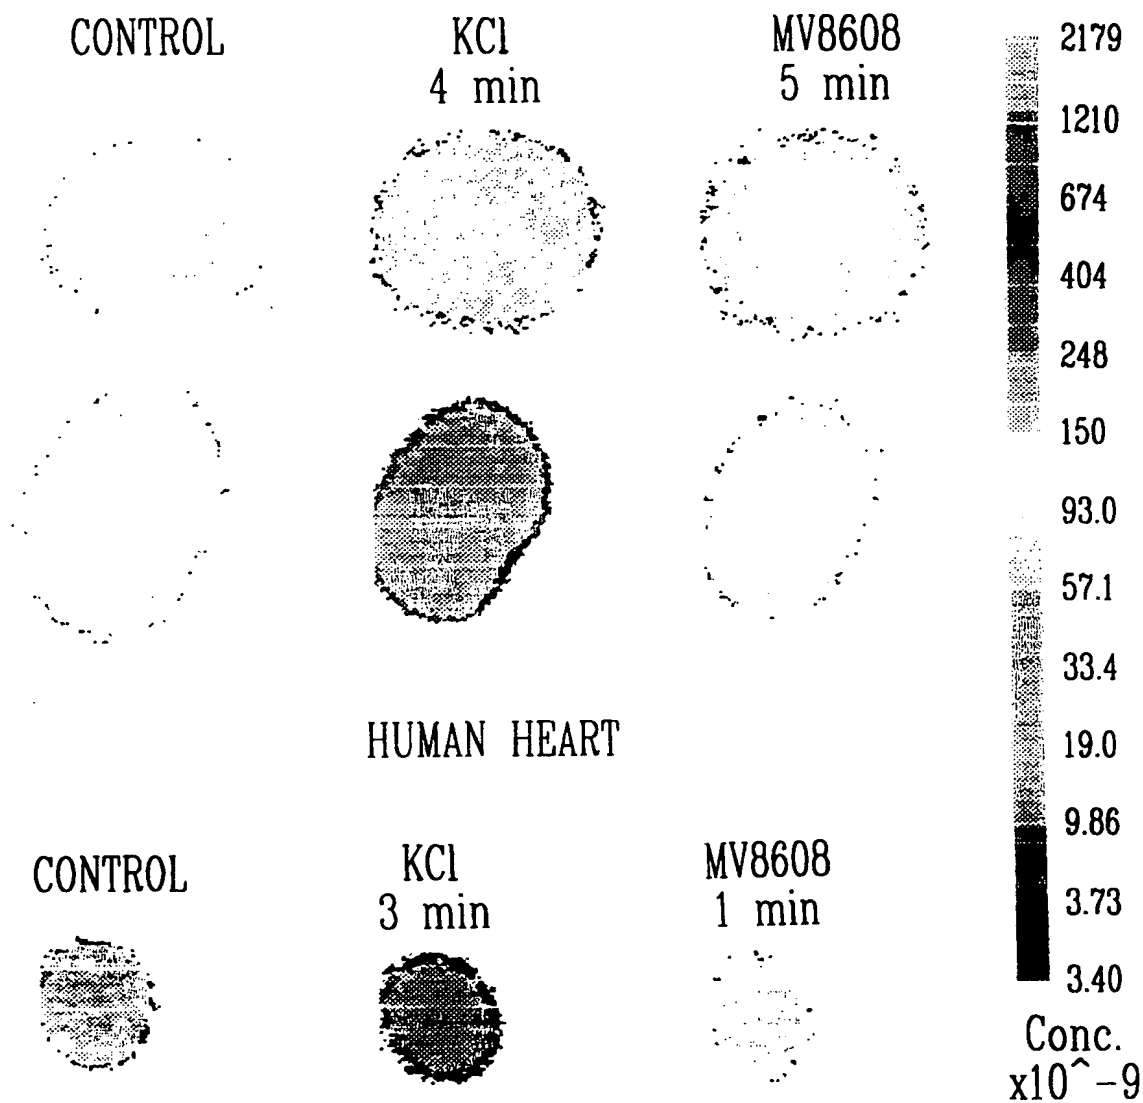 CONTROL
KCl
4 min
MV8608
5 min
2179
1210
674
404
248
150
93.0
57.1
33.4
19.0
9.86
3.73
3.40
Conc.
x10^-9
HUMAN HEART
CONTROL
KCl
3 min
MV8608
1 min